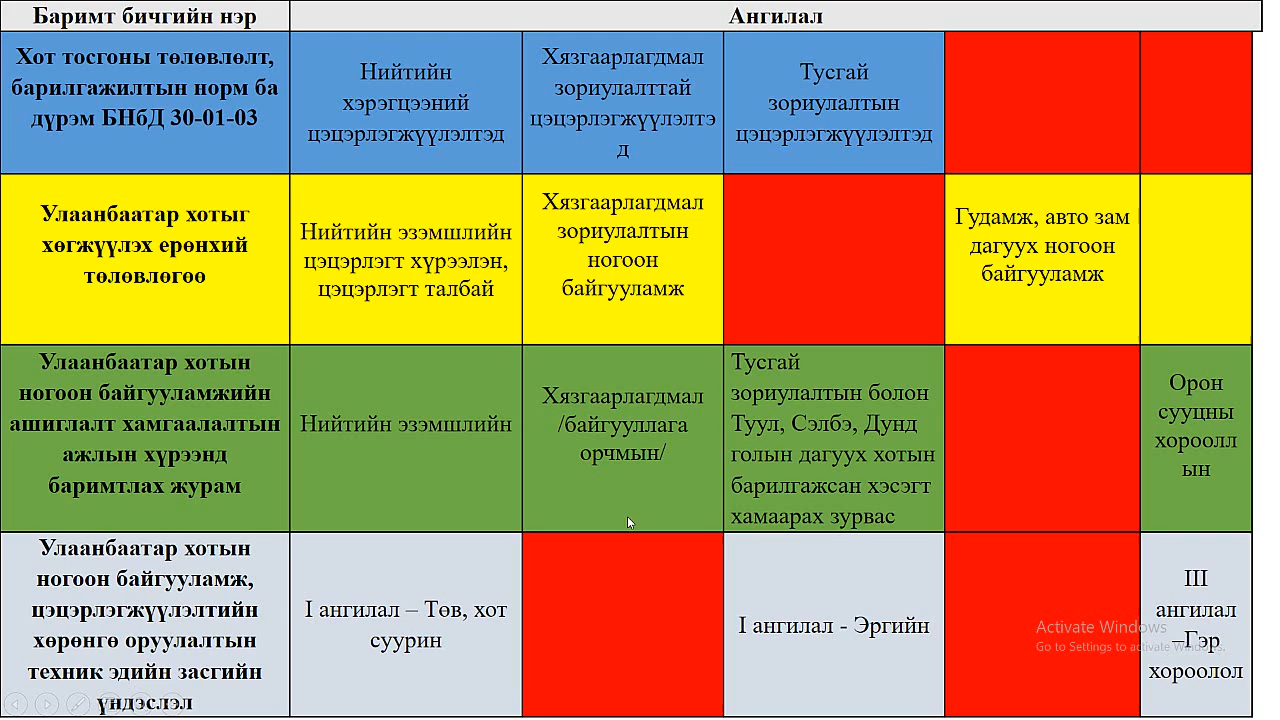 Баримт бичгийн нэр
Ангилал
Хот тосгоны төлөвлөлт,
барилгажилтын норм ба
дүрэм БНбД 30-01-03
Нийтийн
хэрэгцээний
цэцэрлэгжүүлэлтэд
Хязгаарлагдмал
зориулалттай
цэцэрлэгжүүлэлтэ
д
Тусгай
зориулалтын
цэцэрлэгжүүлэлтэд
Улаанбаатар хотыг
хөгжүүлэх ерөнхий
төлөвлөгөө
Нийтийн эзэмшлийн
цэцэрлэгт хүрээлэн,
цэцэрлэгт талбай
Хязгаарлагдмал
зориулалтын
ногоон
байгууламж
Гудамж, авто зам
дагуух ногоон
байгууламж
Улаанбаатар хотын
ногоон байгууламжийн
ашиглалт хамгаалалтын
ажлын хүрээнд
баримтлах журам
Нийтийн эзэмшлийн
Хязгаарлагдмал
/байгууллага
орчмын/
Тусгай
зориулалтын болон
Туул, Сэлбэ, Дунд
голын дагуух хотын
барилгажсан хэсэгт
хамаарах зурвас
Орон
сууцны
хороолл
ын
Улаанбаатар хотын
ногоон байгууламж,
цэцэрлэгжүүлэлтийн
хөрөнгө оруулалтын
техник эдийн засгийн
үндэслэл
I ангилал – Төв, хот
суурин
I ангилал - Эргийн
III
ангилал
–Гэр
хороолол
Activate Windows
Go to Settings to activate Windows.